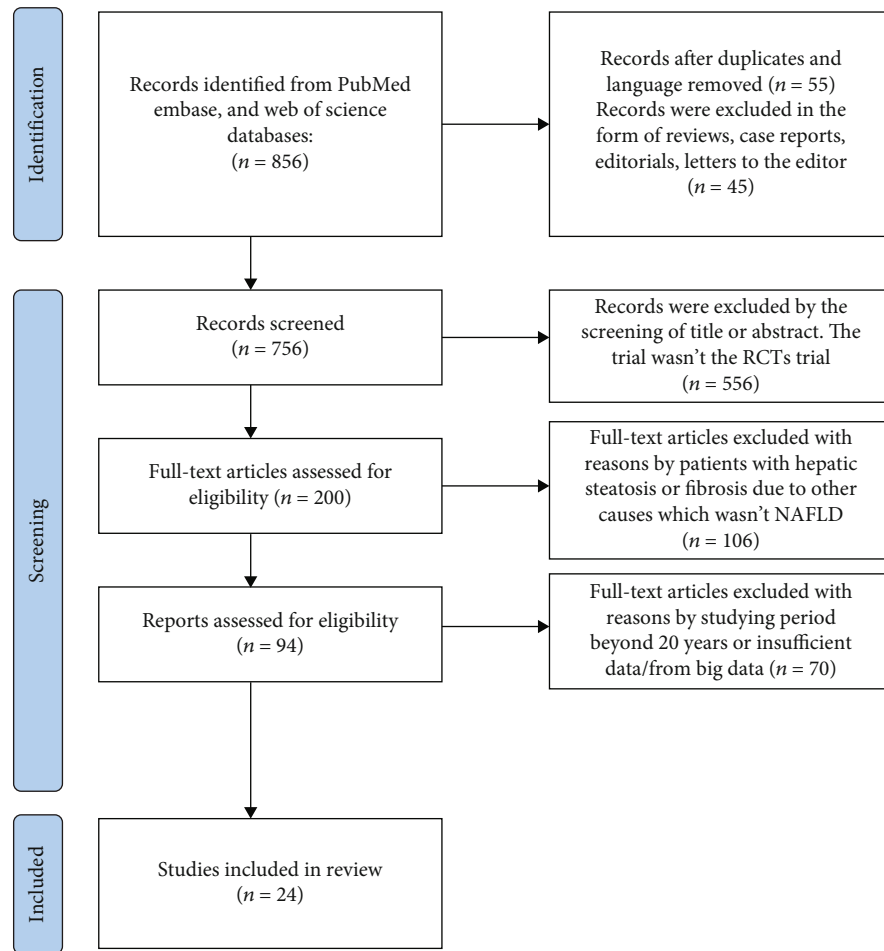 Identification
Records identified from PubMed
embase, and web of science
databases:
(n = 856)
Records after duplicates and
language removed (n = 55)
Records were excluded in the
form of reviews, case reports,
editorials, letters to the editor
(n = 45)
Screening
Records screened
(n = 756)
Records were excluded by the
screening of title or abstract. The
trial wasn't the RCTs trial
(n = 556)
Full-text articles assessed for
eligibility (n = 200)
Full-text articles excluded with
reasons by patients with hepatic
steatosis or fibrosis due to other
causes which wasn't NAFLD
(n = 106)
Reports assessed for eligibility
(n = 94)
Full-text articles excluded with
reasons by studying period
beyond 20 years or insufficient
data/from big data (n = 70)
Included
Studies included in review
(n = 24)